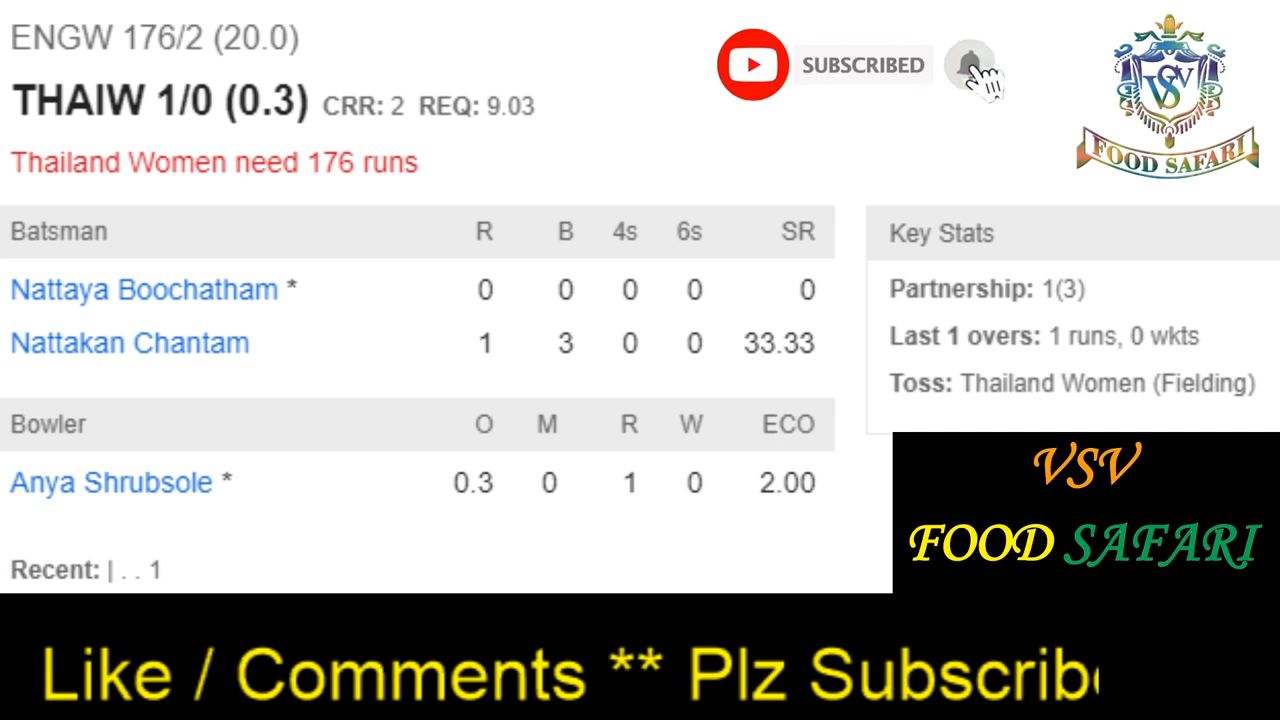 ENGW 176/2 (20.0)
THAIW 1/0 (0.3) CRR: 2 REQ: 9.03
Thailand Women need 176 runs
SUBSCRIBED
VSV
FOOD SAFARI
Batsman R B 4s 6s SR
Nattaya Boochatham * 0 0 0 0 0
Nattakan Chantam 1 3 0 0 33.33
Bowler O M R W ECO
Anya Shrubsole * 0.3 0 1 0 2.00
Recent: | . . 1
Key Stats
Partnership: 1(3)
Last 1 overs: 1 runs, 0 wkts
Toss: Thailand Women (Fielding)
VSV
FOOD SAFARI
Like / Comments ** Plz Subscribe